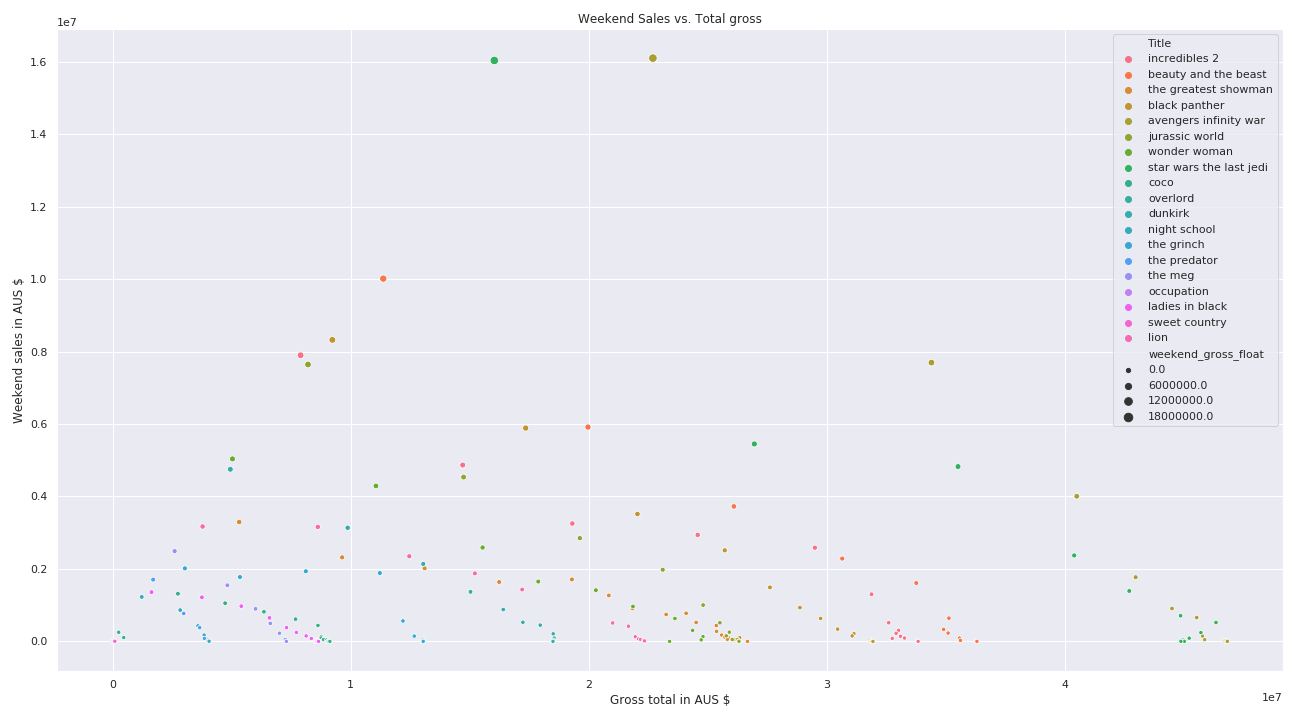 Weekend Sales vs. Total gross
1e7
1.6
1.4
1.2
1.0
0.8
0.6
0.4
0.2
0.0
Weekend sales in AUS $
Title
incredibles 2
beauty and the beast
the greatest showman
black panther
avengers infinity war
jurassic world
wonder woman
star wars the last jedi
coco
overlord
dunkirk
night school
the grinch
the predator
the meg
occupation
ladies in black
sweet country
lion
weekend_gross_float
0.0
6000000.0
12000000.0
18000000.0
0 1 2 3 4
Gross total in AUS $
1e7